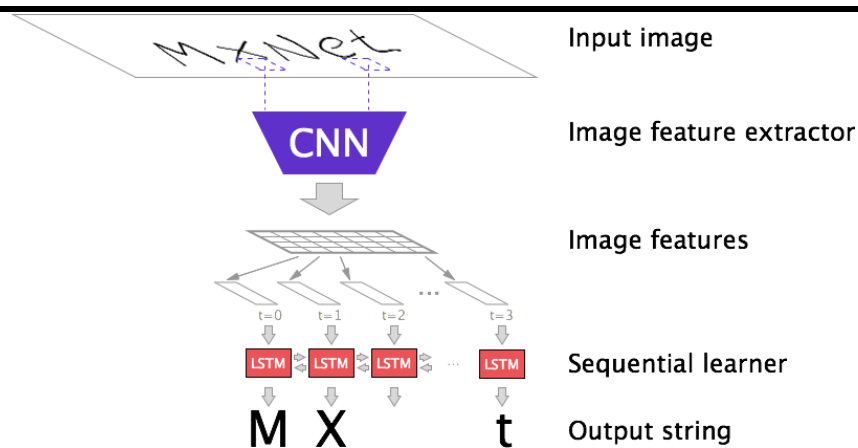 MxNet Input image
CNN Image feature extractor
Image features
...
t=0 t=1 t=2 t=3
LSTM LSTM LSTM ... LSTM Sequential learner
M X t Output string